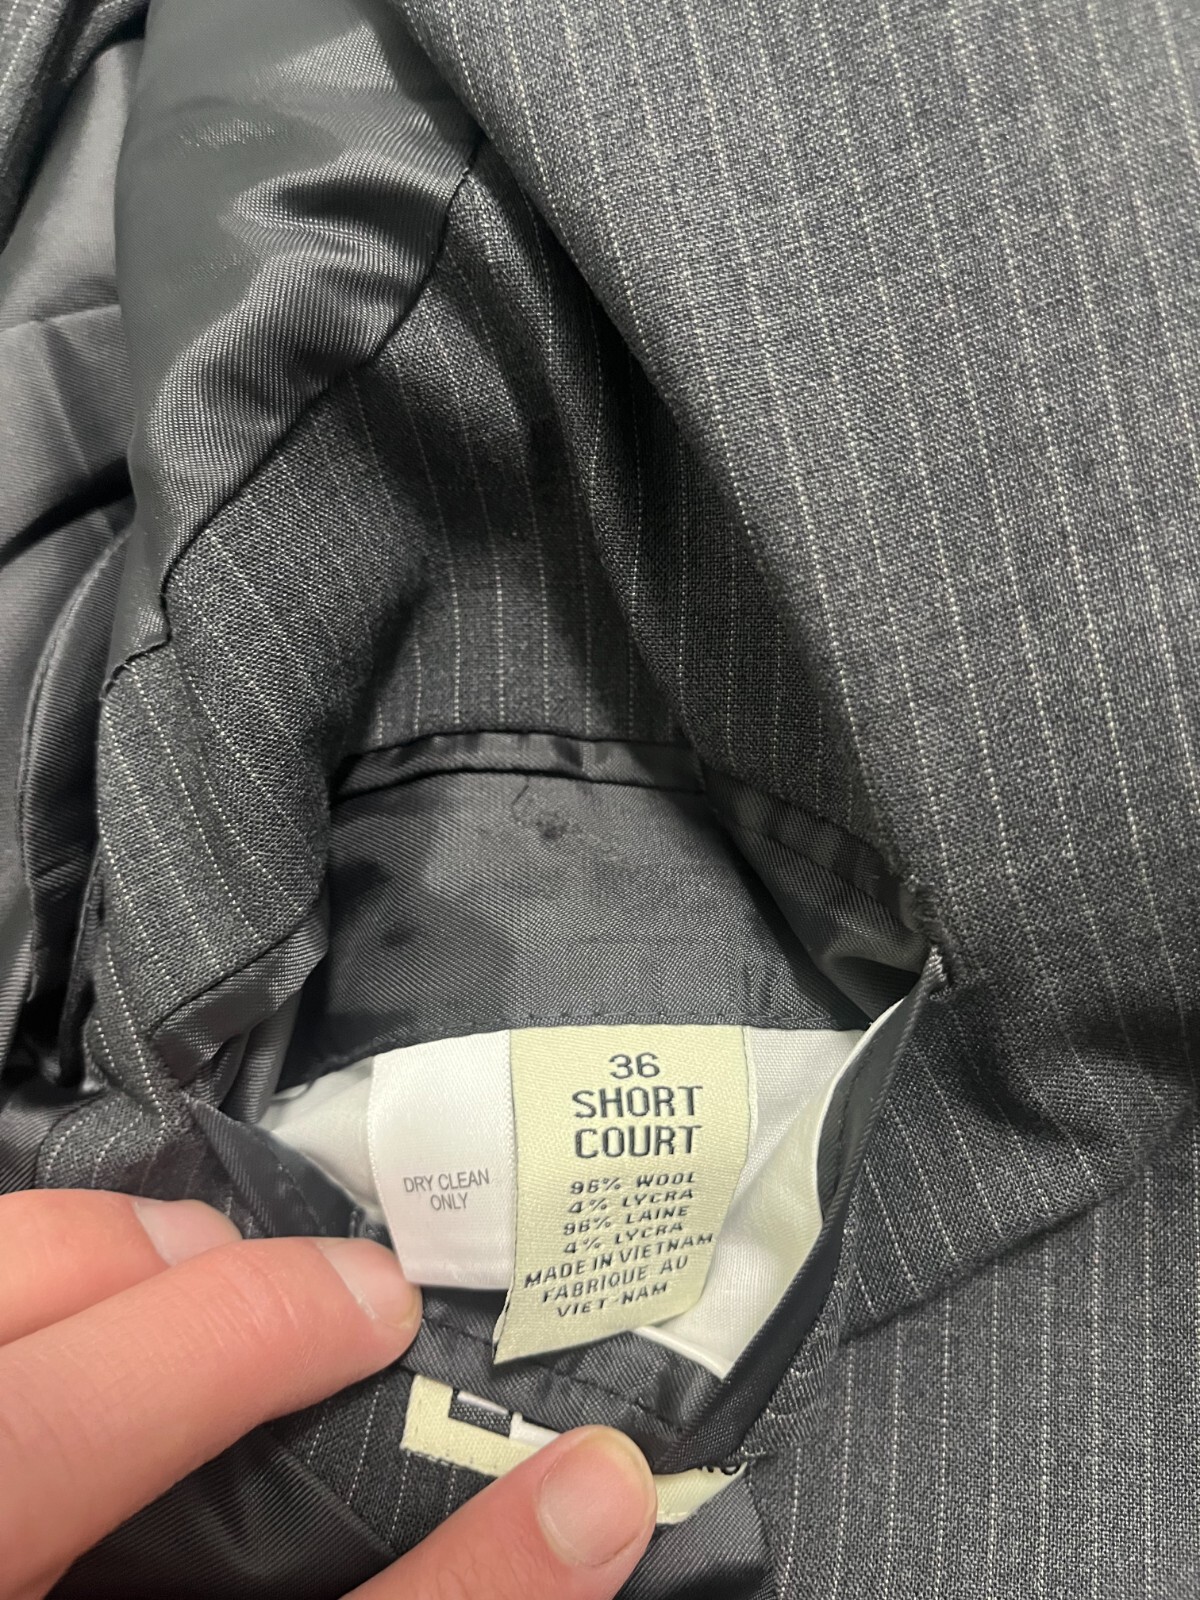 DRY CLEAN
ONLY
36
SHORT
COURT
96% WOOL
4% LYCRA
96% LAINE
4% LYCRA
MADE IN VIETNAM
FABRIQUE AU
VIET-NAM